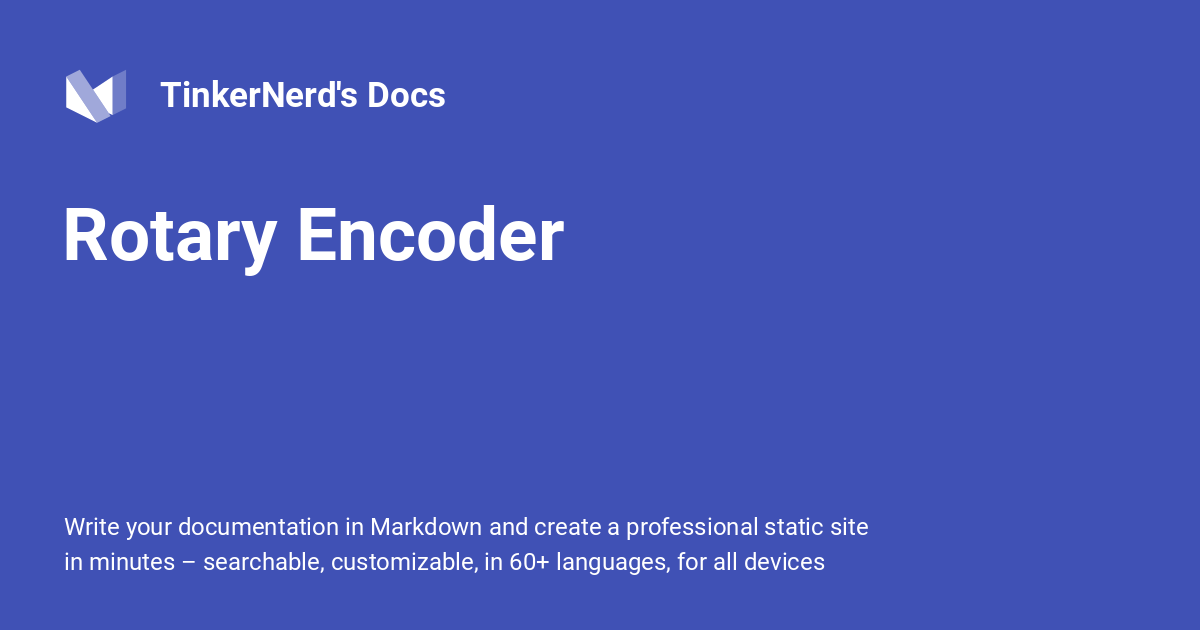 TinkerNerd's Docs
Rotary Encoder
Write your documentation in Markdown and create a professional static site
in minutes – searchable, customizable, in 60+ languages, for all devices